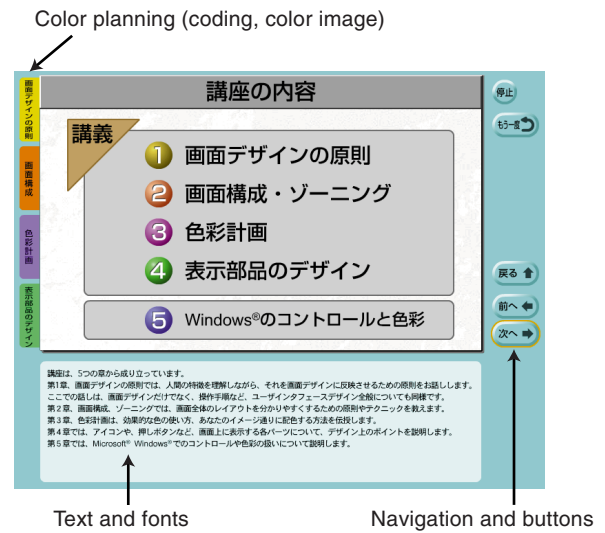 Color planning (coding, color image)
講座の内容
停止
もう一度
画面デザインの原則
画面構成
色彩計画
表示部品のデザイン
講義
1 画面デザインの原則
2 画面構成・ゾーニング
3 色彩計画
4 表示部品のデザイン
5 Windows®のコントロールと色彩
戻る
前へ
次へ
講座は、5つの章から成り立っています。
第1章、画面デザインの原則では、人間の特徴を理解しながら、それを画面デザインに反映させるための原則をお話しします。
ここでの話しは、画面デザインだけでなく、操作手順など、ユーザインタフェースデザイン全般についても同様です。
第2章、画面構成、ゾーニングでは、画面全体のレイアウトを分かりやすくするための原則やテクニックを教えます。
第3章、色彩計画は、効果的な色の使い方、あなたのイメージ通りに配色する方法を伝授します。
第4章では、アイコンや、押しボタンなど、画面上に表示する各パーツについて、デザイン上のポイントを説明します。
第5章では、Microsoft® Windows®でのコントロールや色彩の扱いについて説明します。
Text and fonts
Navigation and buttons